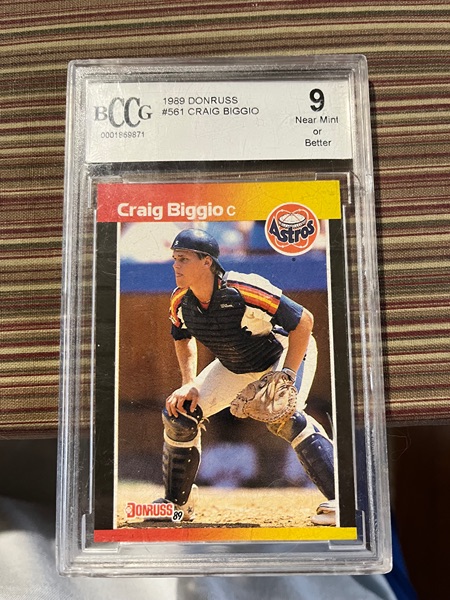 BCCG
0001869871
1989 DONRUSS
#561 CRAIG BIGGIO
9
Near Mint
or
Better
Craig Biggio C
Astros
DONRUSS
89